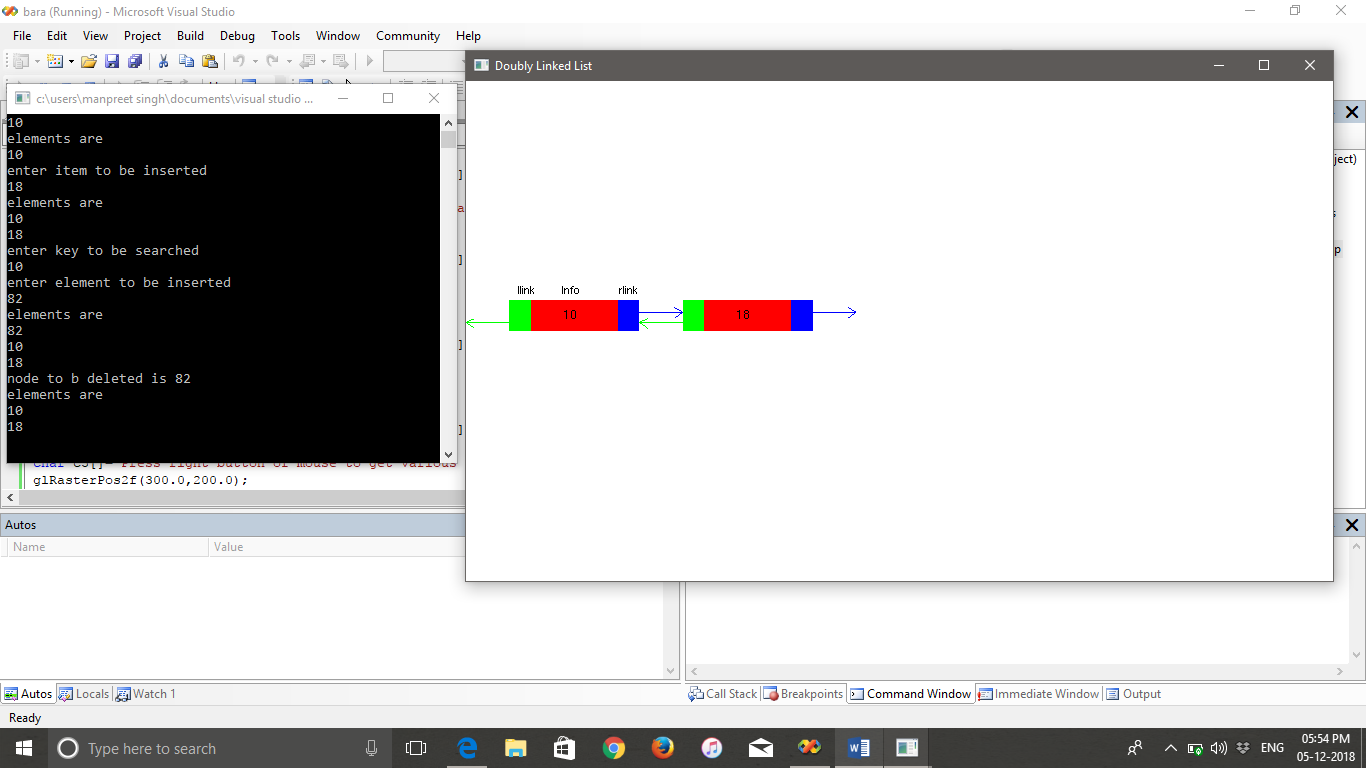 bara (Running) - Microsoft Visual Studio
File Edit View Project Build Debug Tools Window Community Help
Doubly Linked List
c:\users\manpreet singh\documents\visual studio ...
10
elements are
10
enter item to be inserted
18
elements are
10
18
enter key to be searched
10
enter element to be inserted
82
elements are
82
10
18
node to b deleted is 82
elements are
10
18
llink Info rlink
10 18
ject)
p
]
a
]
]
]
glRasterPos2f(300.0,200.0);
Autos
Name Value
Autos Locals Watch 1
Call Stack Breakpoints Command Window Immediate Window Output
Ready
Type here to search
ENG
05:54 PM
05-12-2018